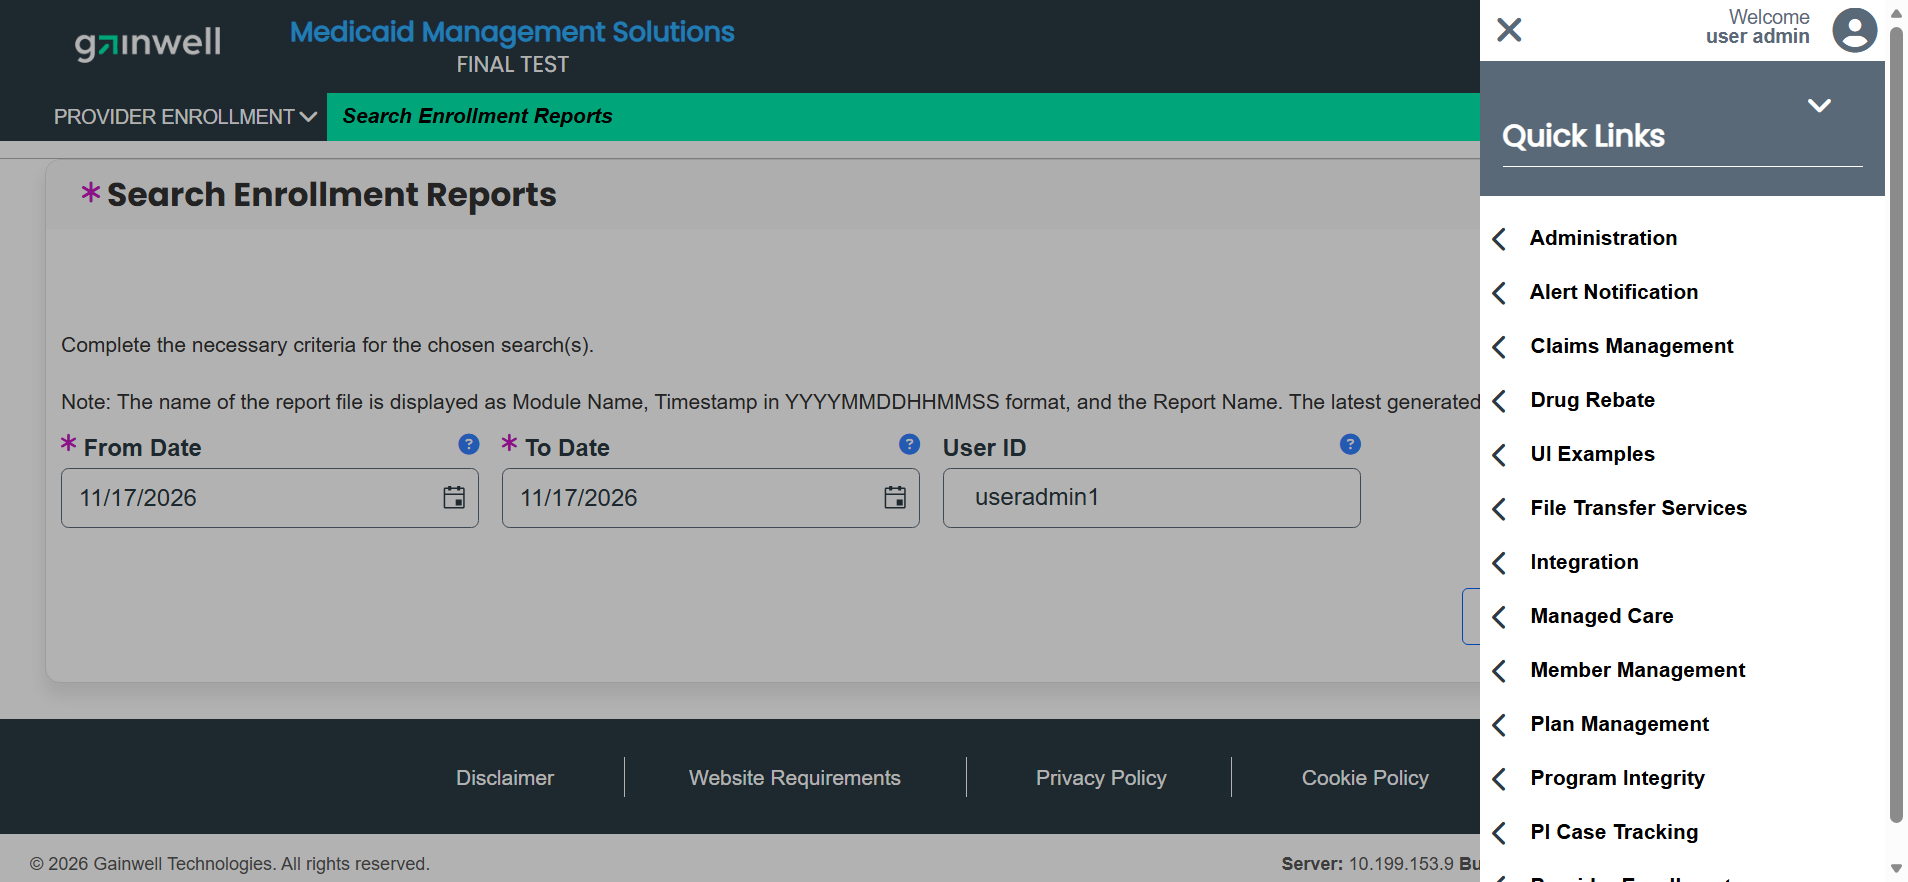 gainwell
Medicaid Management Solutions
FINAL TEST
Welcome
user admin
PROVIDER ENROLLMENT
Search Enrollment Reports
Quick Links
* Search Enrollment Reports
Complete the necessary criteria for the chosen search(s).
Note: The name of the report file is displayed as Module Name, Timestamp in YYYYMMDDHHMMSS format, and the Report Name. The latest generated
* From Date
* To Date
User ID
11/17/2026
11/17/2026
useradmin1
Administration
Alert Notification
Claims Management
Drug Rebate
UI Examples
File Transfer Services
Integration
Managed Care
Member Management
Plan Management
Program Integrity
PI Case Tracking
Disclaimer
Website Requirements
Privacy Policy
Cookie Policy
© 2026 Gainwell Technologies. All rights reserved.
Server: 10.199.153.9